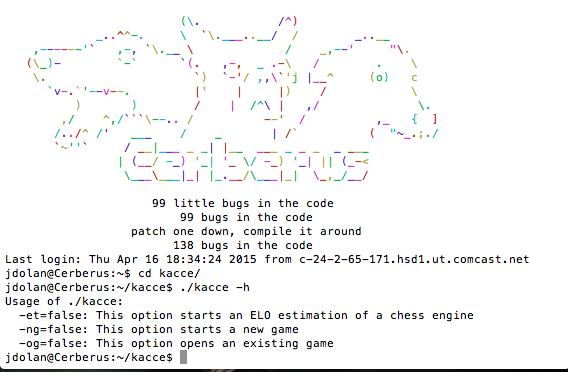 99 little bugs in the code
99 bugs in the code
patch one down, compile it around
138 bugs in the code
Last login: Thu Apr 16 18:34:24 2015 from c-24-2-65-171.hsd1.ut.comcast.net
jdolan@Cerberus:~$ cd kacce/
jdolan@Cerberus:~/kacce$ ./kacce -h
Usage of ./kacce:
-et=false: This option starts an ELO estimation of a chess engine
-ng=false: This option starts a new game
-og=false: This option opens an existing game
jdolan@Cerberus:~/kacce$